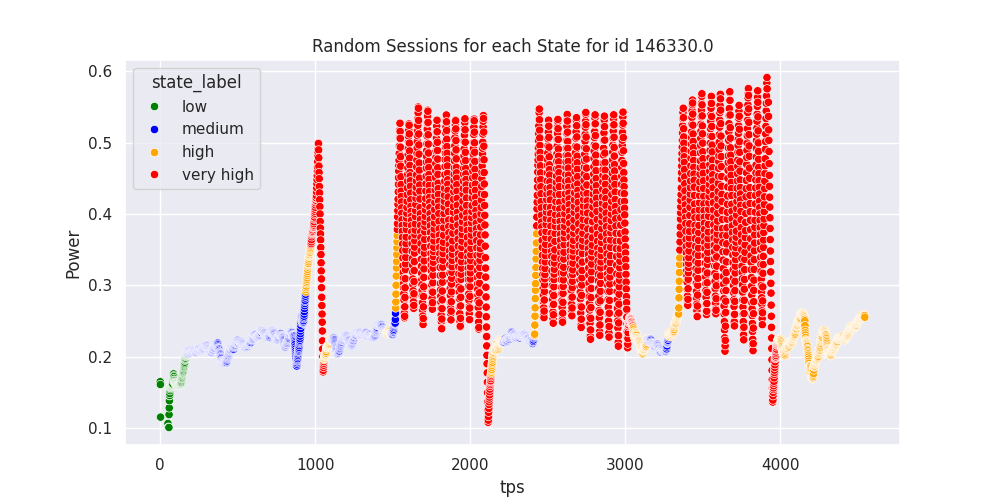 Random Sessions for each State for id 146330.0
state_label
low
medium
high
very high
Power
0.6
0.5
0.4
0.3
0.2
0.1
0 1000 2000 3000 4000
tps